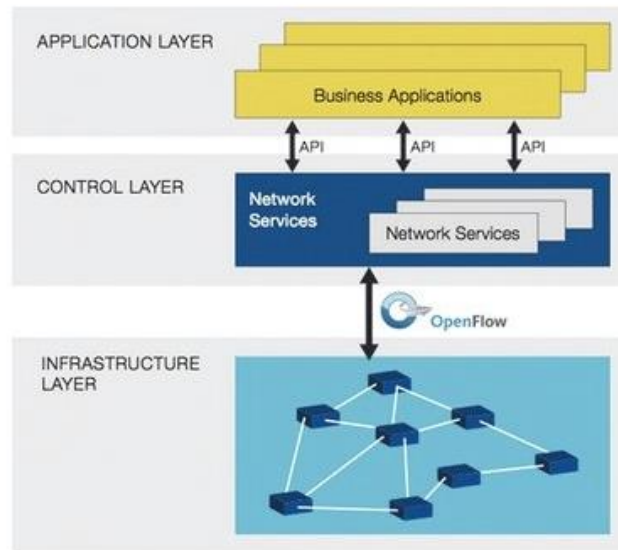 APPLICATION LAYER
Business Applications
API
API
API
CONTROL LAYER
Network
Services
Network Services
OpenFlow
INFRASTRUCTURE
LAYER